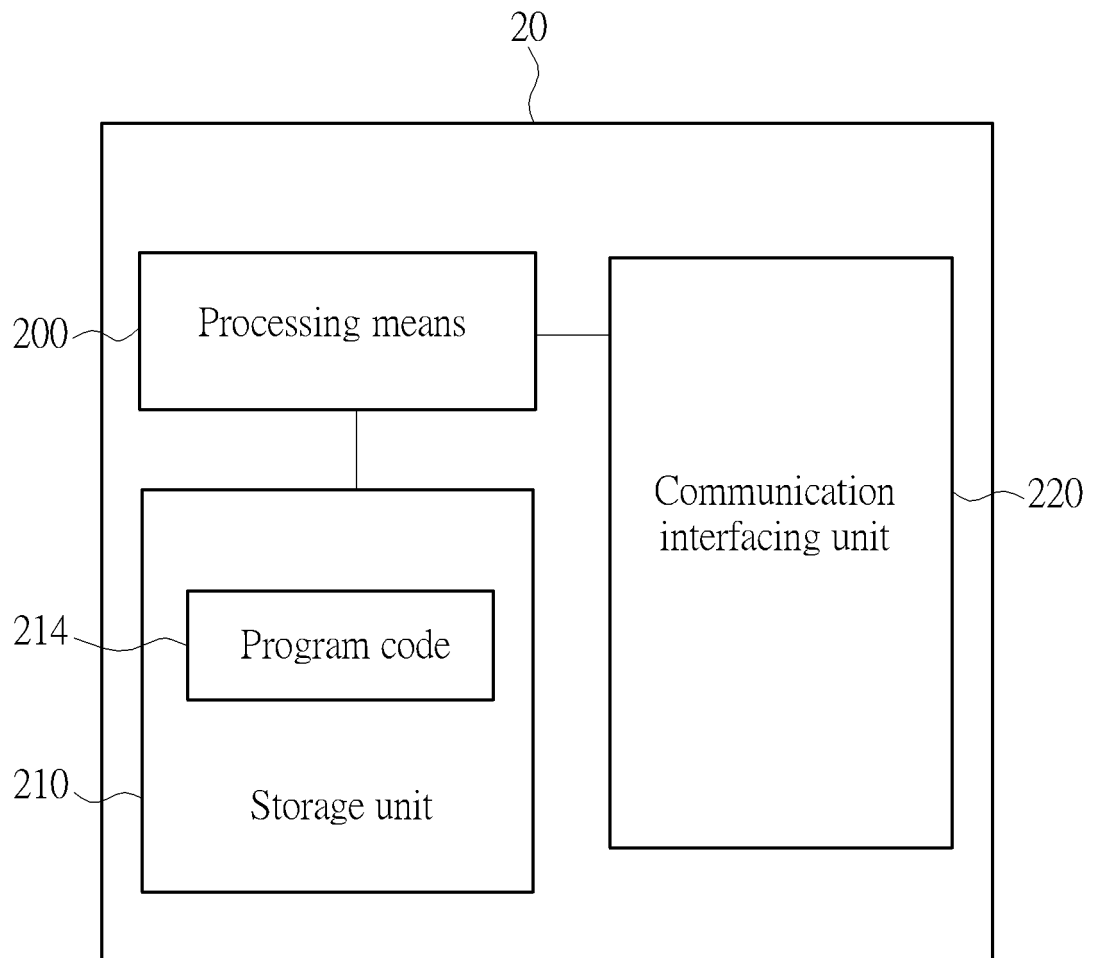 20
Processing means
200
Communication
interfacing unit
220
Program code
214
210
Storage unit